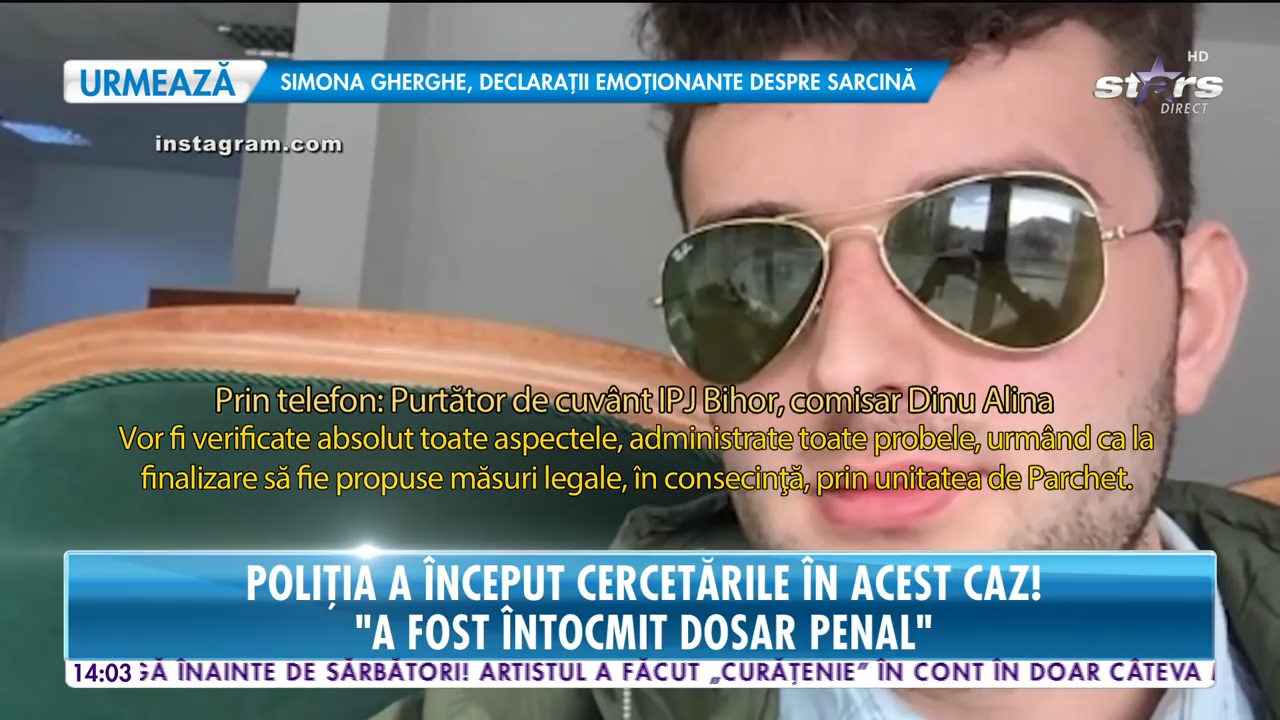 URMEAZĂ
SIMONA GHERGHE, DECLARAȚII EMOȚIONANTE DESPRE SARCINĂ
HD
stars
DIRECT
instagram.com
Ray-Ban
Prin telefon: Purtător de cuvânt IPJ Bihor, comisar Dinu Alina
Vor fi verificate absolut toate aspectele, administrate toate probele, urmând ca la
finalizare să fie propuse măsuri legale, în consecinţă, prin unitatea de Parchet.
POLIȚIA A ÎNCEPUT CERCETĂRILE ÎN ACEST CAZ!
"A FOST ÎNTOCMIT DOSAR PENAL"
14:03 GĂ ÎNAINTE DE SĂRBĂTORI! ARTISTUL A FĂCUT „CURĂȚENIE” ÎN CONT ÎN DOAR CÂTEVA